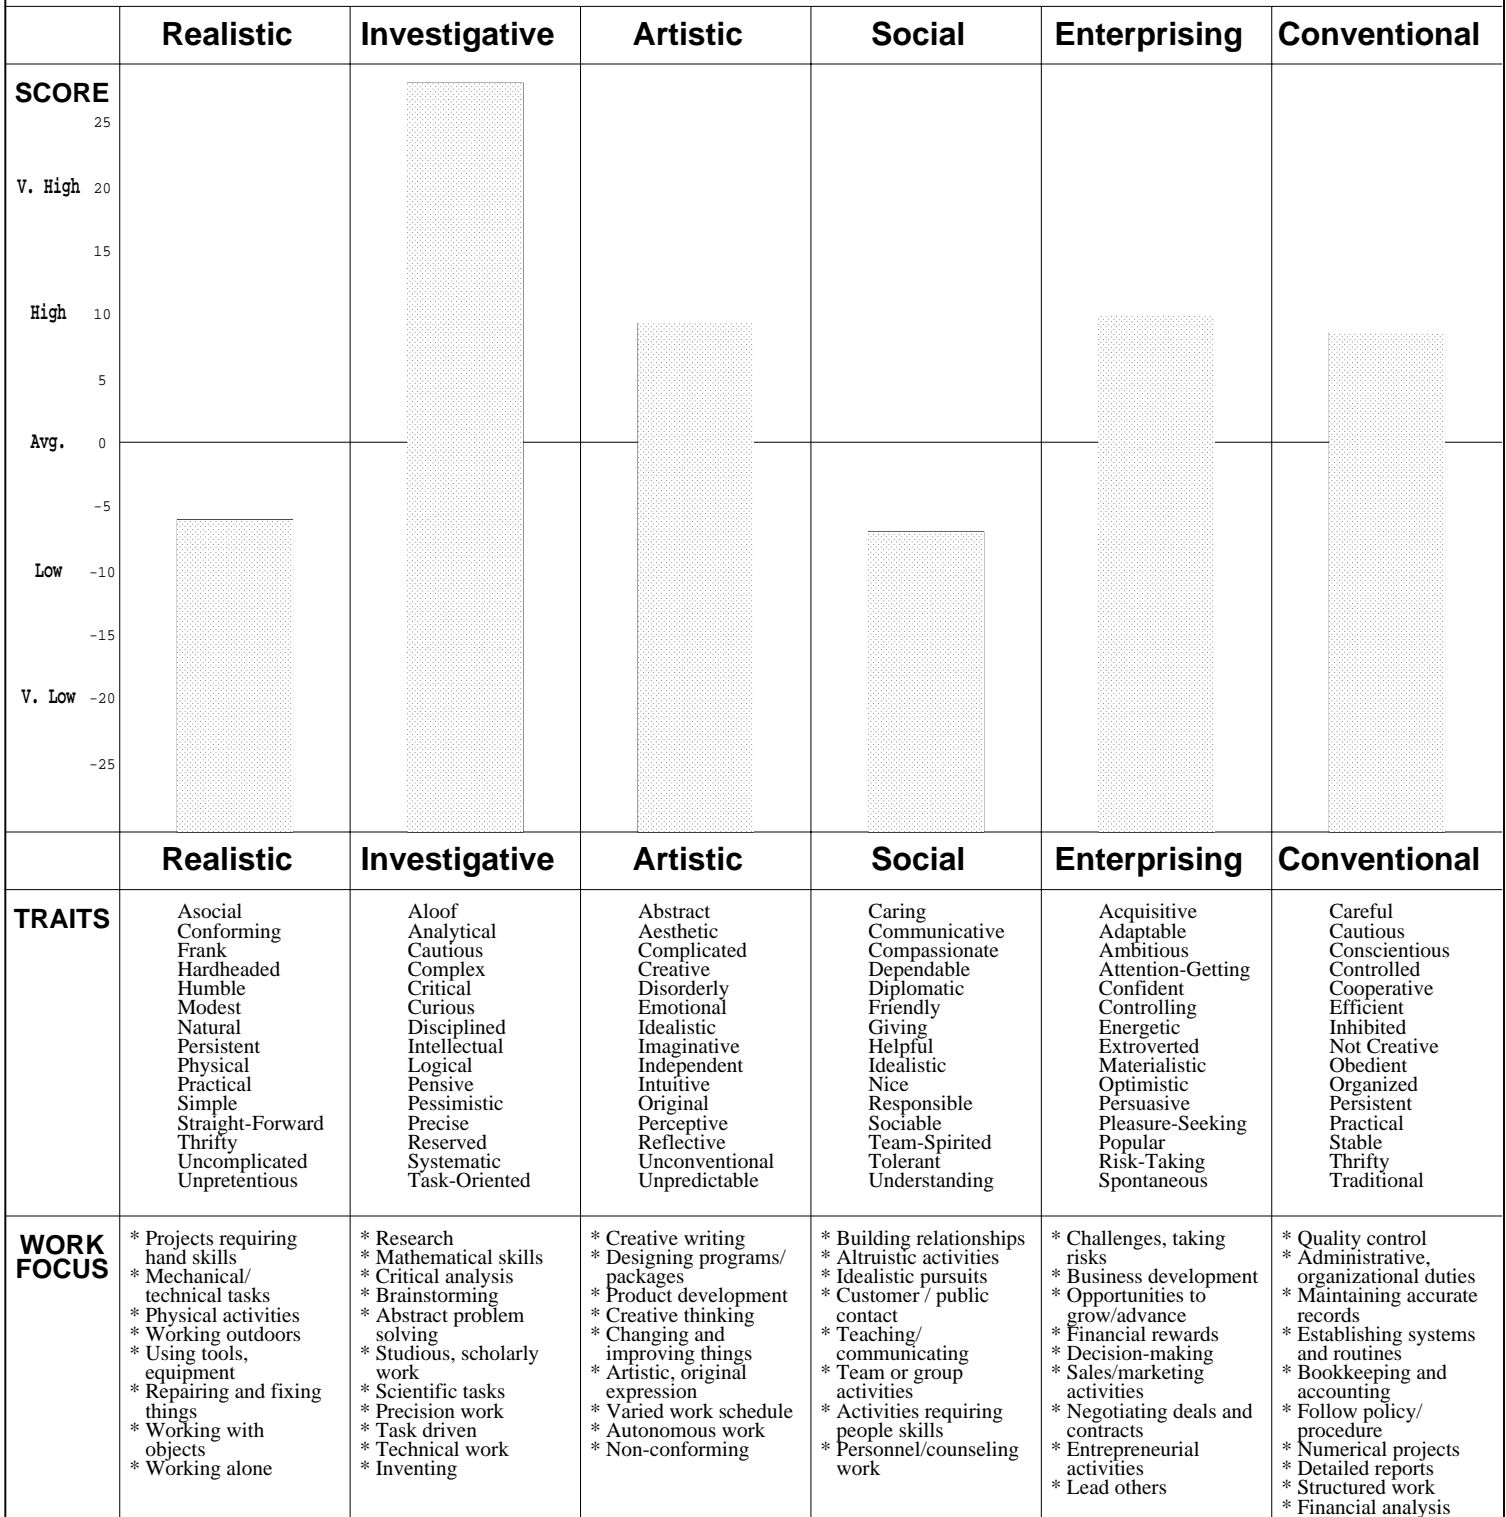 Realistic Investigative Artistic Social Enterprising Conventional
SCORE
25
V. High 20
15
High 10
5
Avg. 0
-5
Low -10
-15
V. Low -20
-25
Realistic Investigative Artistic Social Enterprising Conventional
TRAITS
Asocial
Conforming
Frank
Hardheaded
Humble
Modest
Natural
Persistent
Physical
Practical
Simple
Straight-Forward
Thrifty
Uncomplicated
Unpretentious
Aloof
Analytical
Cautious
Complex
Critical
Curious
Disciplined
Intellectual
Logical
Pensive
Pessimistic
Precise
Reserved
Systematic
Task-Oriented
Abstract
Aesthetic
Complicated
Creative
Disorderly
Emotional
Idealistic
Imaginative
Independent
Intuitive
Original
Perceptive
Reflective
Unconventional
Unpredictable
Caring
Communicative
Compassionate
Dependable
Diplomatic
Friendly
Giving
Helpful
Idealistic
Nice
Responsible
Sociable
Team-Spirited
Tolerant
Understanding
Acquisitive
Adaptable
Ambitious
Attention-Getting
Confident
Controlling
Energetic
Extroverted
Materialistic
Optimistic
Persuasive
Pleasure-Seeking
Popular
Risk-Taking
Spontaneous
Careful
Cautious
Conscientious
Controlled
Cooperative
Efficient
Inhibited
Not Creative
Obedient
Organized
Persistent
Practical
Stable
Thrifty
Traditional
WORK
FOCUS
* Projects requiring
hand skills
* Mechanical/
technical tasks
* Physical activities
* Working outdoors
* Using tools,
equipment
* Repairing and fixing
things
* Working with
objects
* Working alone
* Research
* Mathematical skills
* Critical analysis
* Brainstorming
* Abstract problem
solving
* Studious, scholarly
work
* Scientific tasks
* Precision work
* Task driven
* Technical work
* Inventing
* Creative writing
* Designing programs/
packages
* Product development
* Creative thinking
* Changing and
improving things
* Artistic, original
expression
* Varied work schedule
* Autonomous work
* Non-conforming
* Building relationships
* Altruistic activities
* Idealistic pursuits
* Customer / public
contact
* Teaching/
communicating
* Team or group
activities
* Activities requiring
people skills
* Personnel/counseling
work
* Challenges, taking
risks
* Business development
* Opportunities to
grow/advance
* Financial rewards
* Decision-making
* Sales/marketing
activities
* Negotiating deals and
contracts
* Entrepreneurial
activities
* Lead others
* Quality control
* Administrative,
organizational duties
* Maintaining accurate
records
* Establishing systems
and routines
* Bookkeeping and
accounting
* Follow policy/
procedure
* Numerical projects
* Detailed reports
* Structured work
* Financial analysis